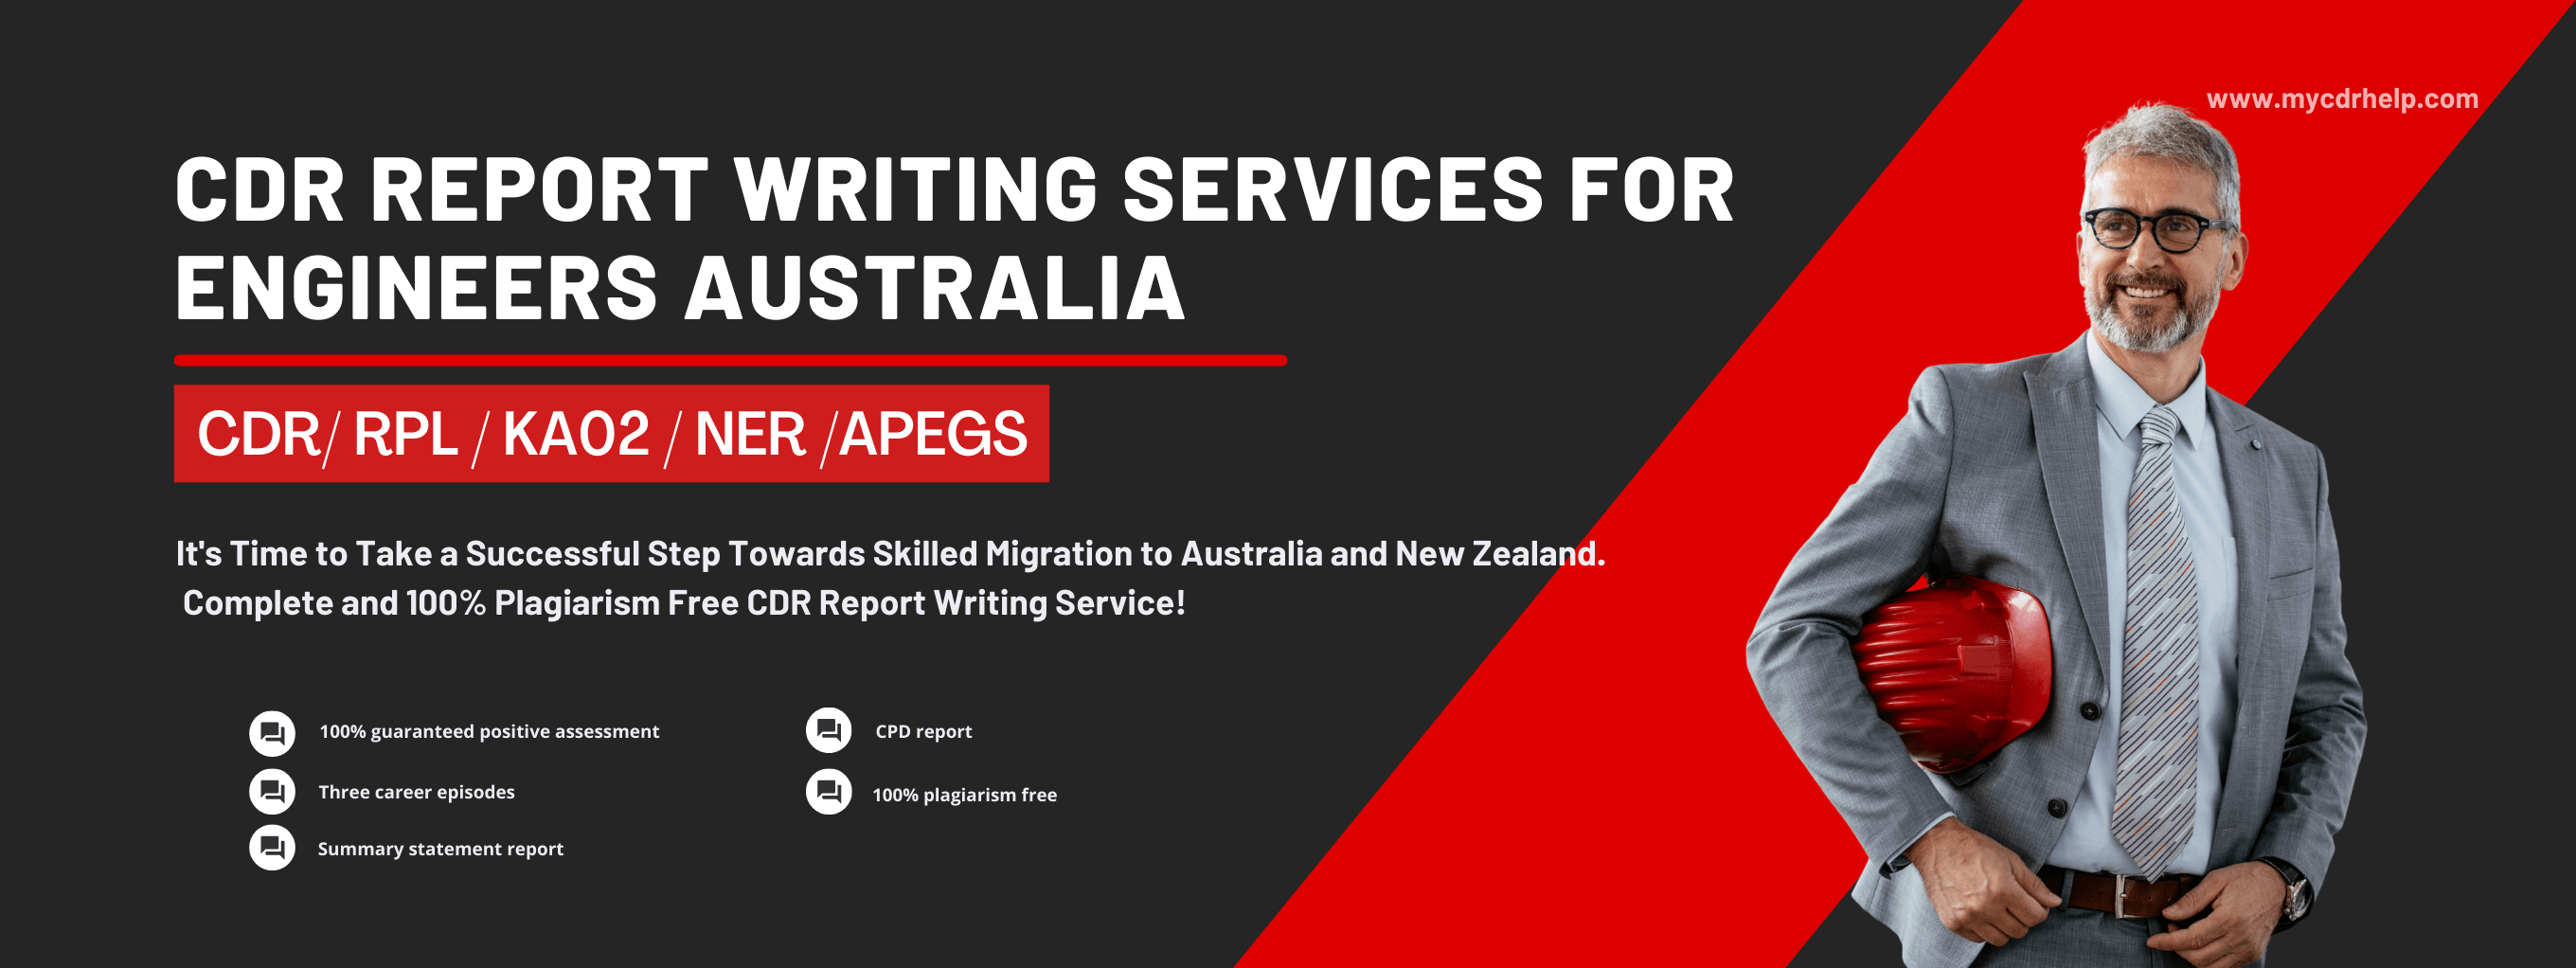 www.mycdrhelp.com
CDR REPORT WRITING SERVICES FOR
ENGINEERS AUSTRALIA
CDR/ RPL / KA02 / NER /APEGS
It's Time to Take a Successful Step Towards Skilled Migration to Australia and New Zealand.
Complete and 100% Plagiarism Free CDR Report Writing Service!
100% guaranteed positive assessment
Three career episodes
Summary statement report
CPD report
100% plagiarism free